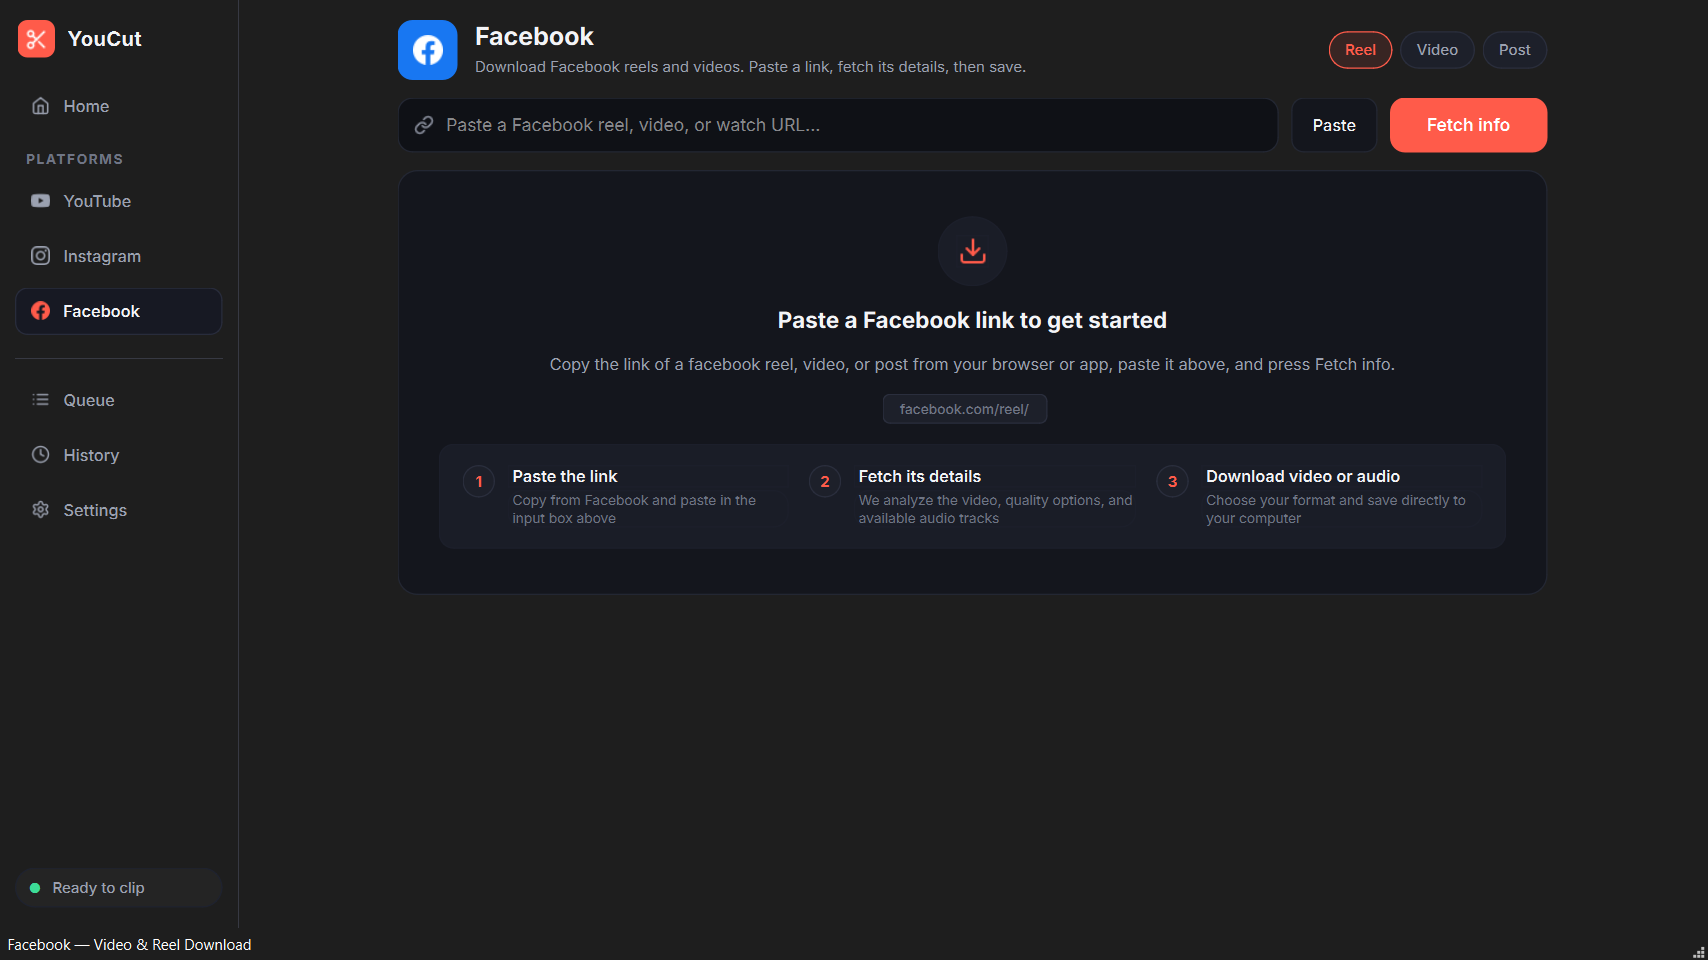 YouCut
Home
PLATFORMS
YouTube
Instagram
Facebook
Queue
History
Settings
Ready to clip
Facebook
Download Facebook reels and videos. Paste a link, fetch its details, then save.
Reel
Video
Post
Paste a Facebook reel, video, or watch URL...
Paste
Fetch info
Paste a Facebook link to get started
Copy the link of a facebook reel, video, or post from your browser or app, paste it above, and press Fetch info.
facebook.com/reel/
1
Paste the link
Copy from Facebook and paste in the
input box above
2
Fetch its details
We analyze the video, quality options, and
available audio tracks
3
Download video or audio
Choose your format and save directly to
your computer
Facebook — Video & Reel Download